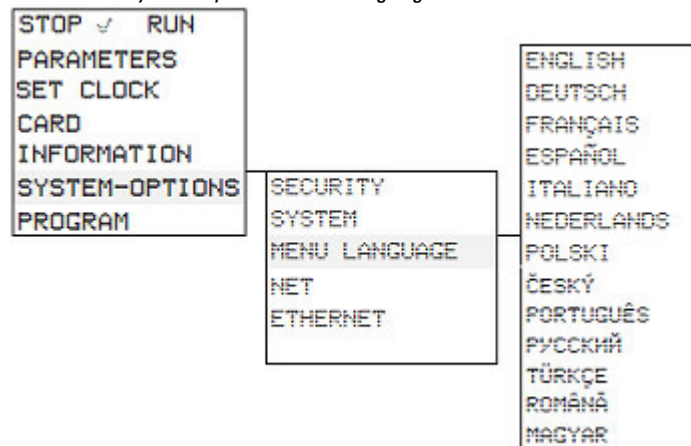 STOP √ RUN
PARAMETERS
SET CLOCK
CARD
INFORMATION
SYSTEM-OPTIONS
PROGRAM
SECURITY
SYSTEM
MENU LANGUAGE
NET
ETHERNET
ENGLISH
DEUTSCH
FRANÇAIS
ESPAÑOL
ITALIANO
NEDERLANDS
POLSKI
ČESKÝ
PORTUGUÊS
РУССКИЙ
TÜRKÇE
ROMÂNĂ
MAGYAR